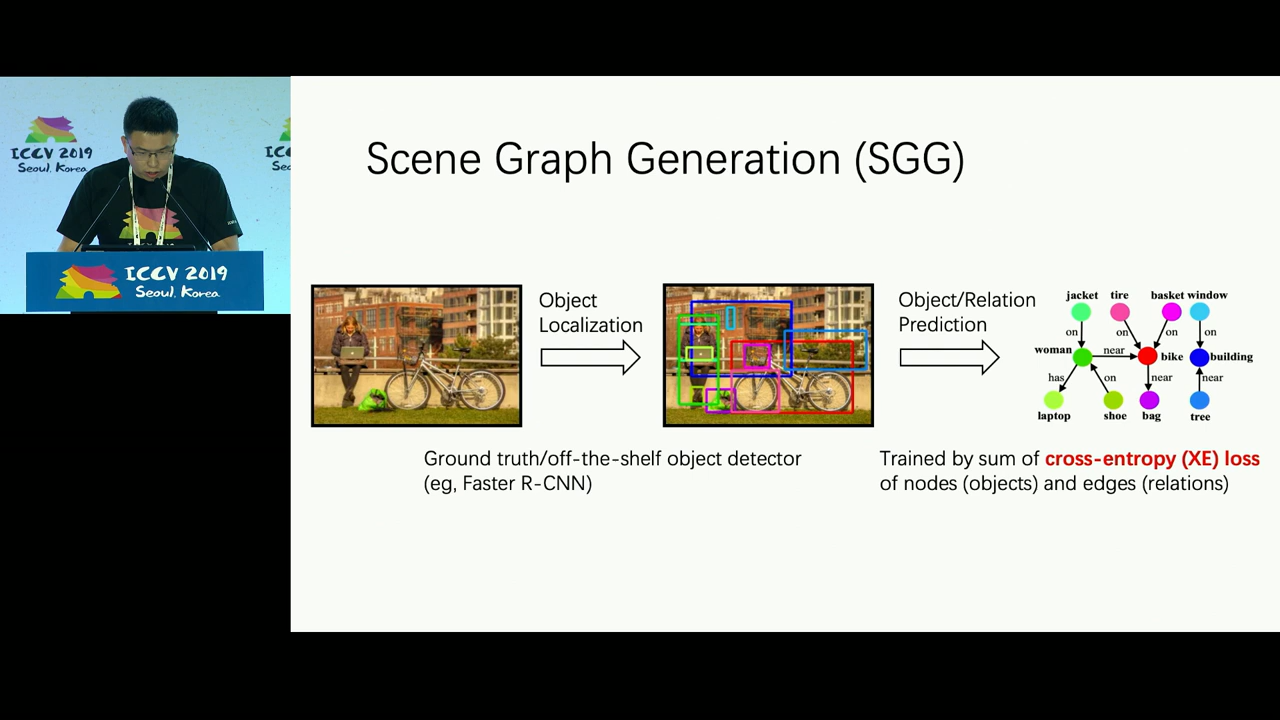 ICCV 2019
Seoul, Korea
ICCV 2019
Seoul, Korea
Scene Graph Generation (SGG)
Object
Localization
Object/Relation
Prediction
jacket tire basket window
on on on on
woman near bike building
has on near near
laptop shoe bag tree
Ground truth/off-the-shelf object detector
(eg, Faster R-CNN)
Trained by sum of cross-entropy (XE) loss
of nodes (objects) and edges (relations)